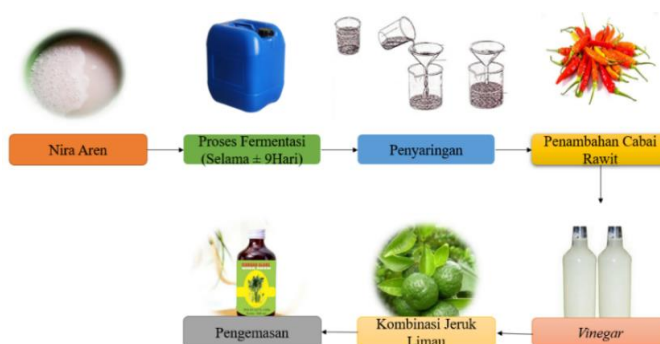 Nira Aren
Proses Fermentasi
(Selama ± 9Hari)
Penyaringan
Penambahan Cabai
Rawit
Vinegar
Kombinasi Jeruk
Limau
Pengemasan